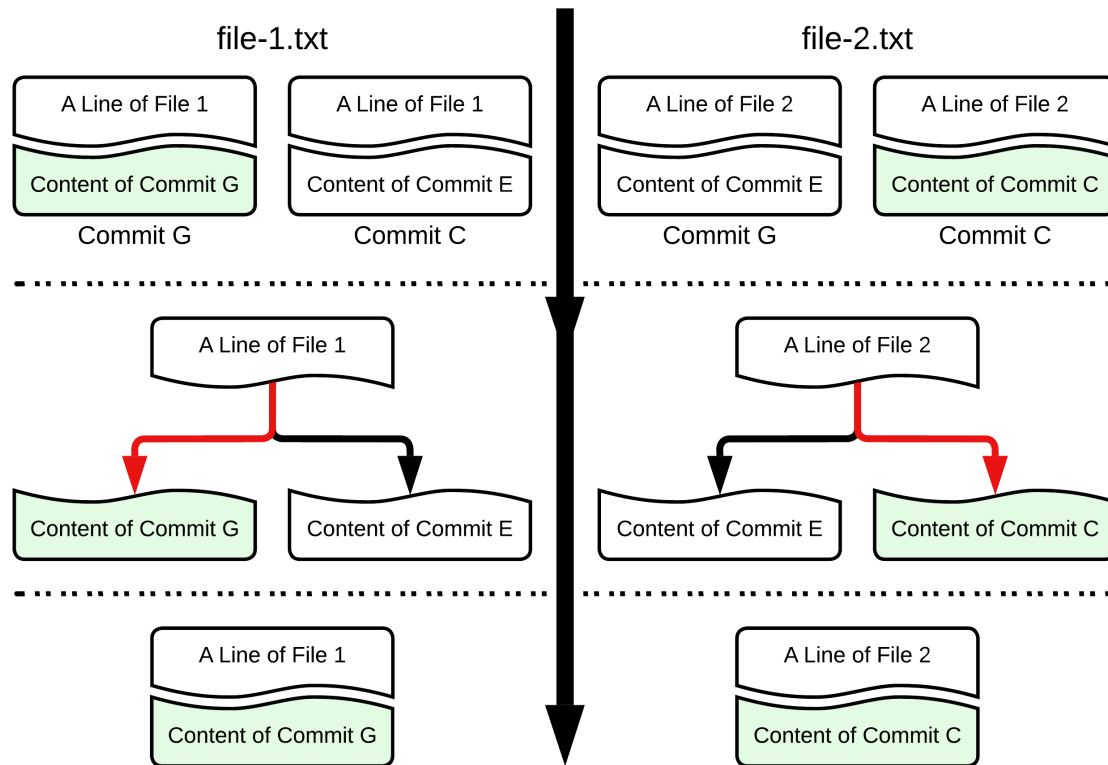 file-1.txt
file-2.txt
A Line of File 1
A Line of File 1
A Line of File 2
A Line of File 2
Content of Commit G
Content of Commit E
Content of Commit E
Content of Commit C
Commit G
Commit C
Commit G
Commit C
A Line of File 1
A Line of File 2
Content of Commit G
Content of Commit E
Content of Commit E
Content of Commit C
A Line of File 1
A Line of File 2
Content of Commit G
Content of Commit C